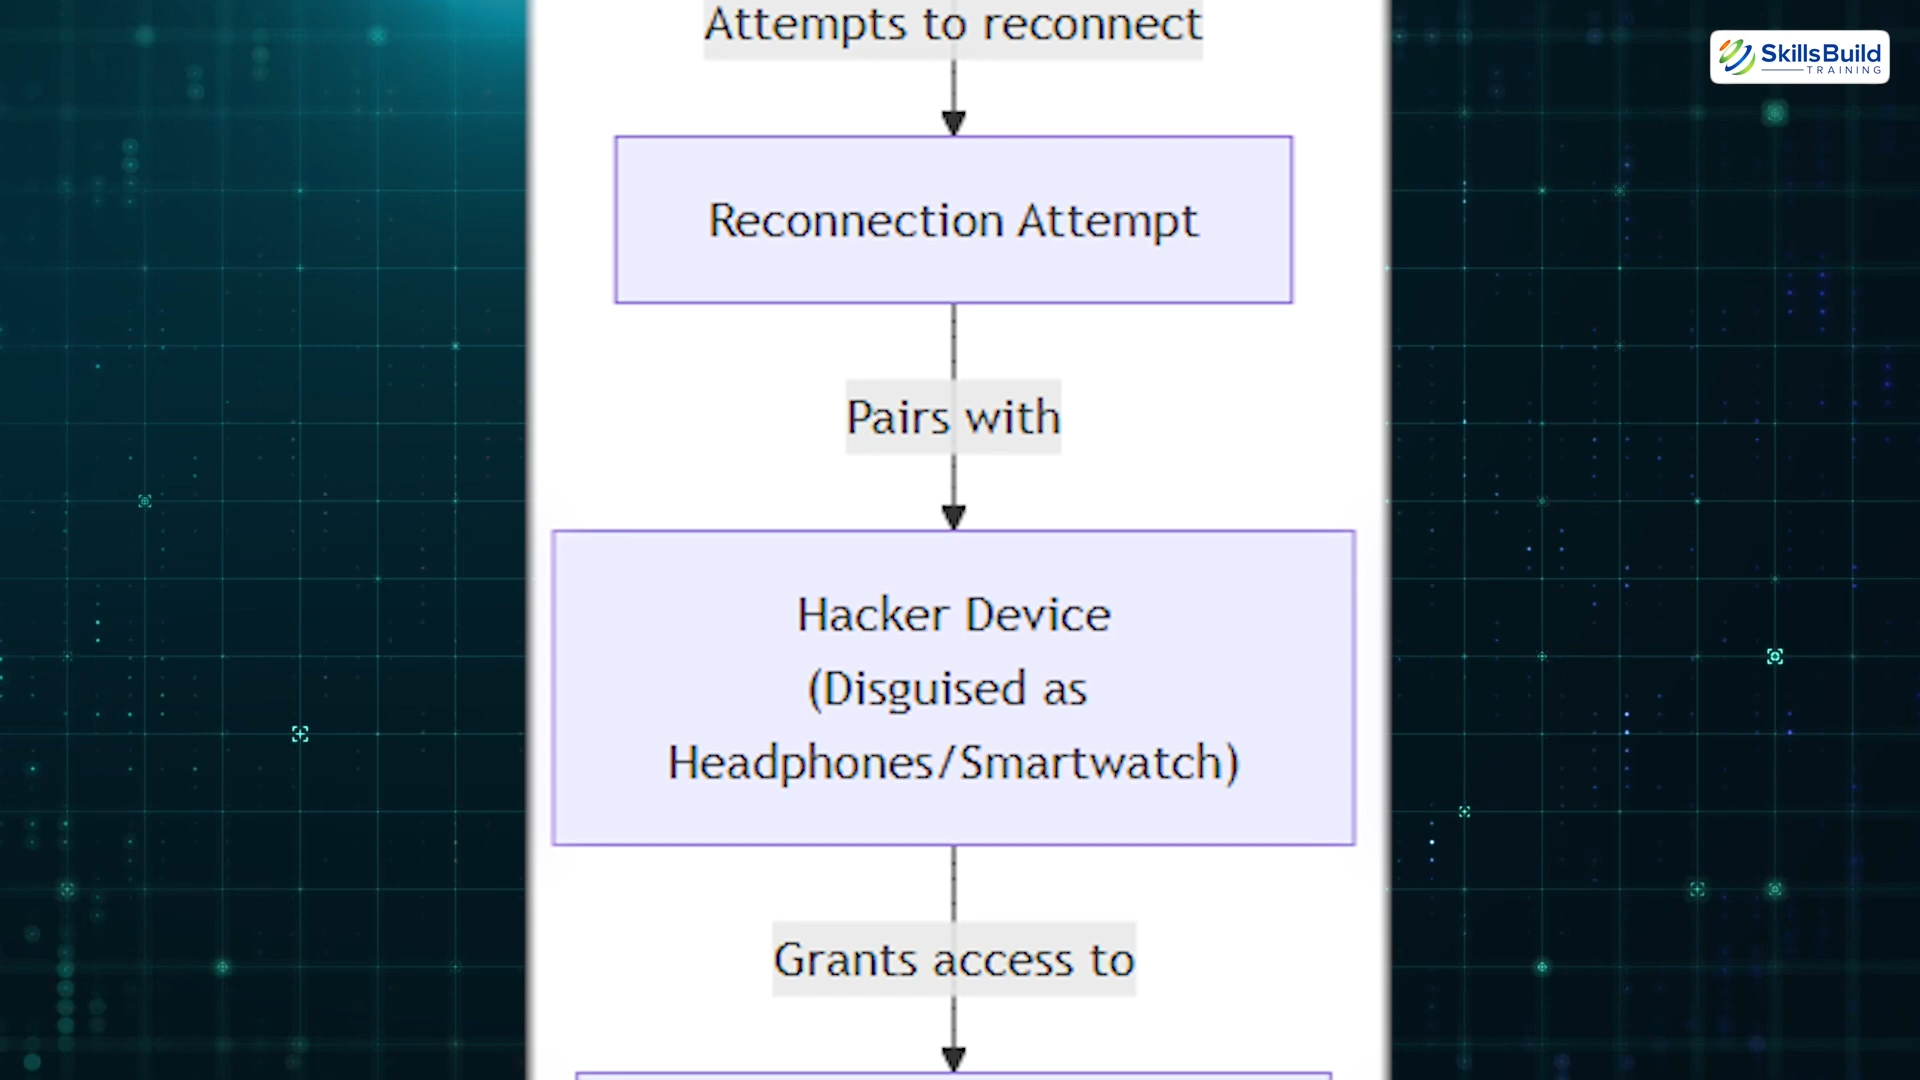 Attempts to reconnect
SkillsBuild
TRAINING
Reconnection Attempt
Pairs with
Hacker Device
(Disguised as
Headphones/Smartwatch)
Grants access to